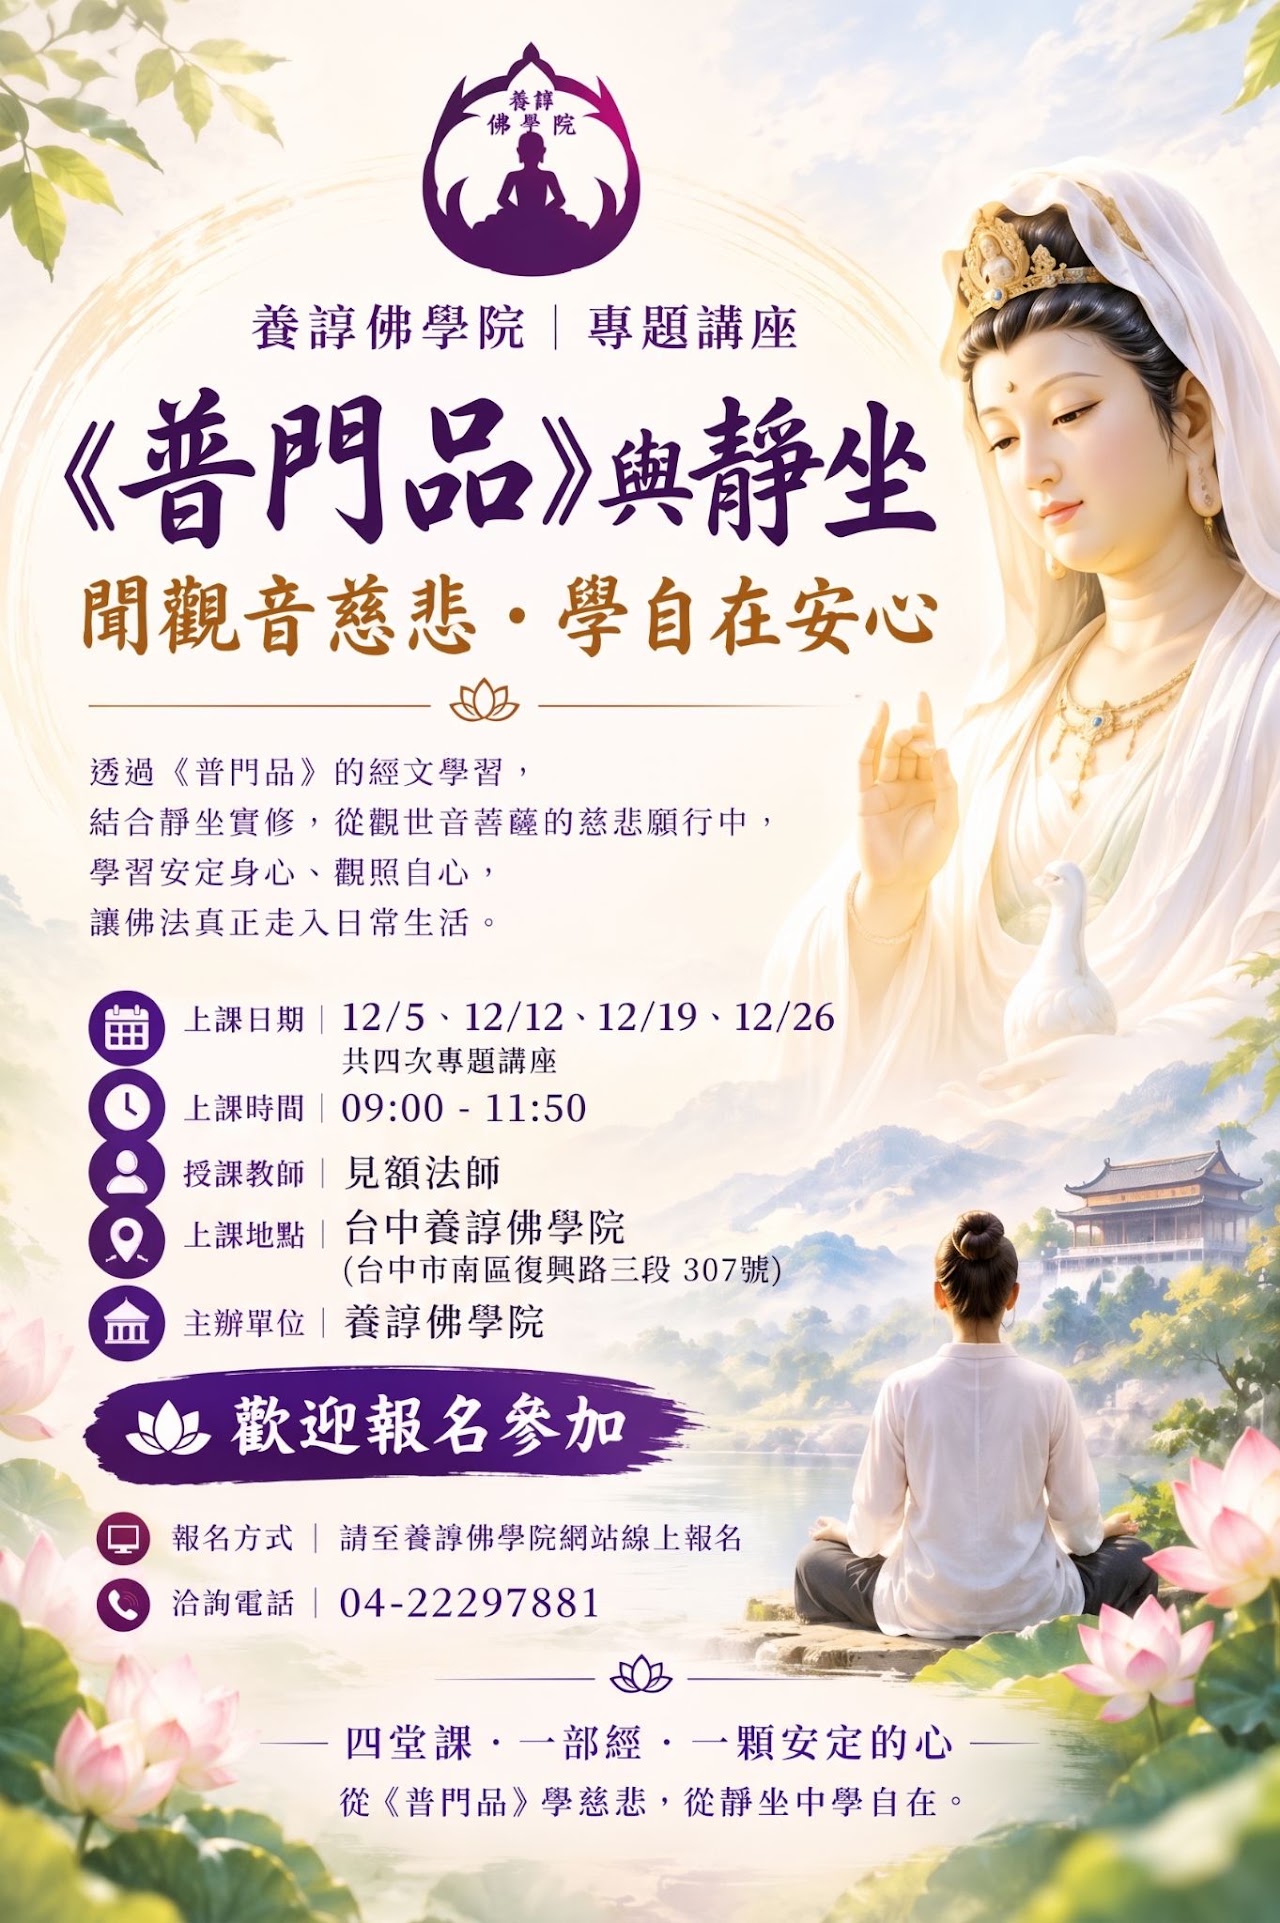 養諄
佛學院
養諄佛學院｜專題講座
《普門品》與靜坐
聞觀音慈悲・學自在安心
透過《普門品》的經文學習，
結合靜坐實修，從觀世音菩薩的慈悲願行中，
學習安定身心、觀照自心，
讓佛法真正走入日常生活。
上課日期｜12/5、12/12、12/19、12/26
共四次專題講座
上課時間｜09:00 - 11:50
授課教師｜見額法師
上課地點｜台中養諄佛學院
(台中市南區復興路三段 307號)
主辦單位｜養諄佛學院
歡迎報名參加
報名方式｜請至養諄佛學院網站線上報名
洽詢電話｜04-22297881
四堂課・一部經・一顆安定的心
從《普門品》學慈悲，從靜坐中學自在。